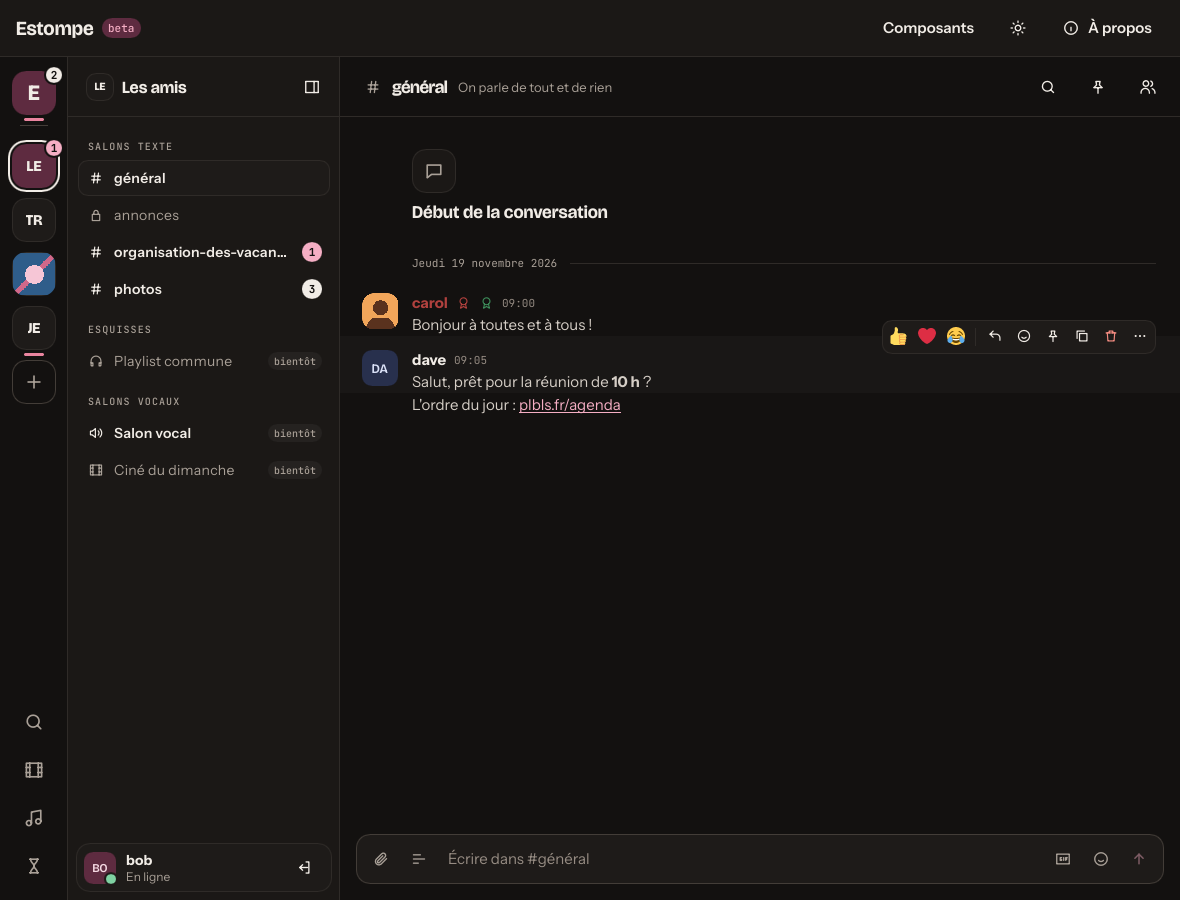 Estompe beta
Composants
À propos
E 2
LE 1
TR
JE
LE Les amis
SALONS TEXTE
# général
annonces
# organisation-des-vacan... 1
# photos 3
ESQUISSES
Playlist commune bientôt
SALONS VOCAUX
Salon vocal bientôt
Ciné du dimanche bientôt
BO bob
En ligne
# général On parle de tout et de rien
Début de la conversation
Jeudi 19 novembre 2026
carol 09:00
Bonjour à toutes et à tous !
DA dave 09:05
Salut, prêt pour la réunion de 10 h ?
L'ordre du jour : plbls.fr/agenda
Écrire dans #général
GIF